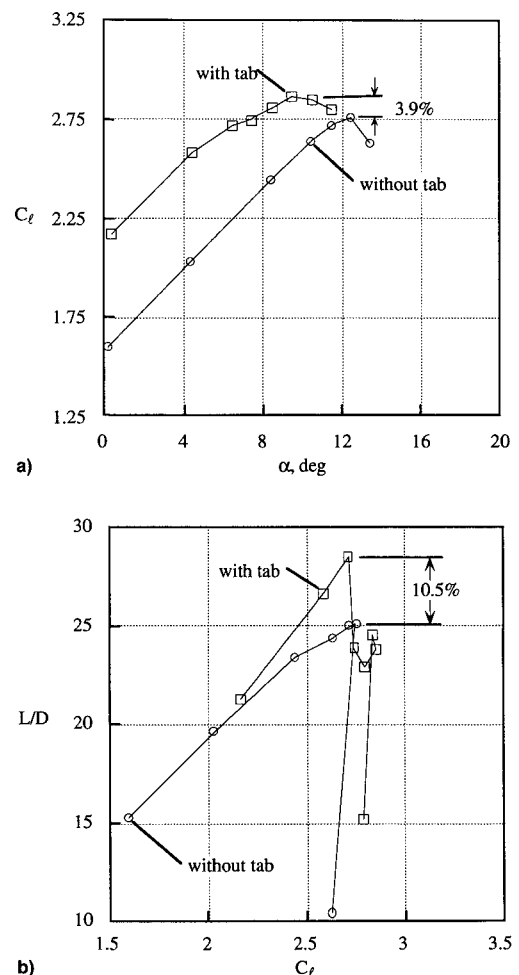 3.25
with tab
2.75
3.9%
without tab
Cℓ
2.25
1.75
1.25
0 4 8 12 16 20
a) α, deg
30
with tab
10.5%
25
L/D
20
15
without tab
10
1.5 2 2.5 3 3.5
b) Cℓ